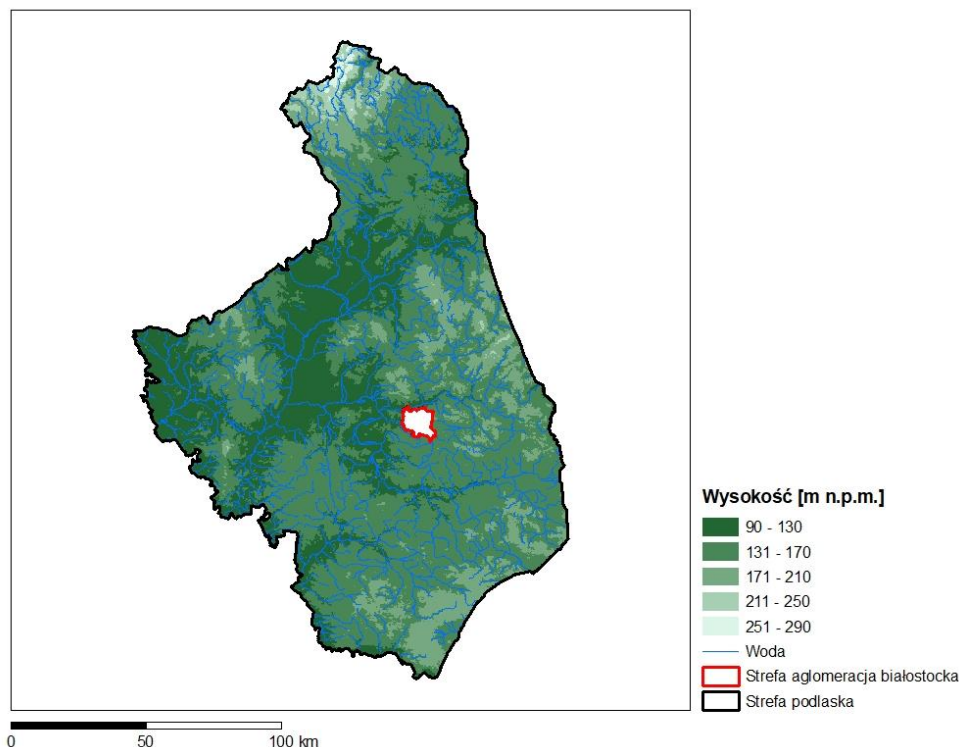 Wysokość [m n.p.m.]
90 - 130
131 - 170
171 - 210
211 - 250
251 - 290
Woda
Strefa aglomeracja białostocka
Strefa podlaska
0 50 100 km